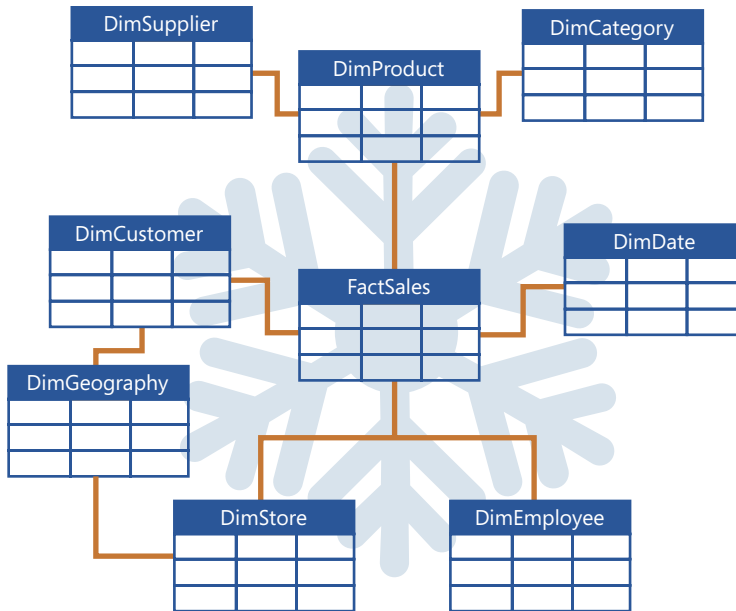 DimSupplier
DimCategory
DimProduct
DimCustomer
DimDate
FactSales
DimGeography
DimStore
DimEmployee